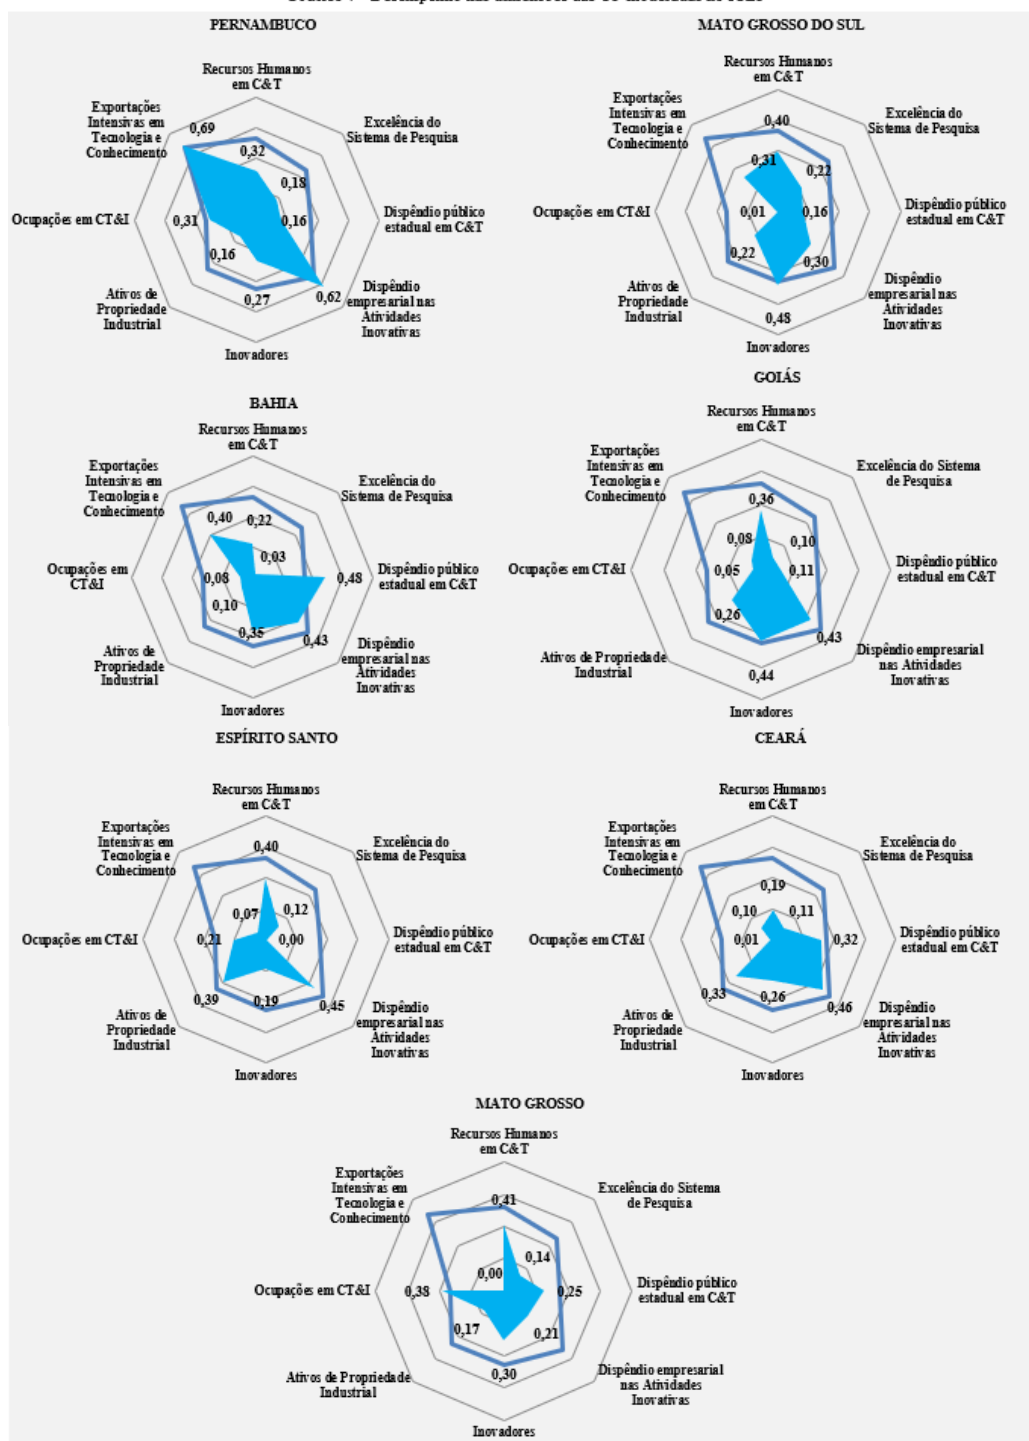 PERNAMBUCO
Recursos Humanos
em C&T
Exportações
Intensivas em
Tecnologia e
Conhecimento
0,69
Excelência do
Sistema de Pesquisa
0,32
0,18
Ocupações em CT&I
0,31
0,16
Dispêndio público
estadual em C&T
0,16
Ativos de
Propriedade
Industrial
0,27
0,62
Dispêndio
empresarial nas
Atividades
Inovativas
Inovadores
MATO GROSSO DO SUL
Recursos Humanos
em C&T
Exportações
Intensivas em
Tecnologia e
Conhecimento
0,40
Excelência do
Sistema de Pesquisa
0,31
0,22
Ocupações em CT&I
0,01
0,16
Dispêndio público
estadual em C&T
0,22
0,30
Ativos de
Propriedade
Industrial
Dispêndio
empresarial nas
Atividades
Inovativas
0,48
Inovadores
BAHIA
Recursos Humanos
em C&T
Exportações
Intensivas em
Tecnologia e
Conhecimento
Excelência do
Sistema de Pesquisa
0,40
0,22
0,03
Ocupações em
CT&I
0,08
0,48
Dispêndio público
estadual em C&T
0,10
0,35
0,43
Ativos de
Propriedade
Industrial
Dispêndio
empresarial nas
Atividades
Inovativas
Inovadores
GOIÁS
Recursos Humanos
em C&T
Exportações
Intensivas em
Tecnologia e
Conhecimento
Excelência do Sistema
de Pesquisa
0,36
0,08
0,10
Ocupações em CT&I
0,05
0,11
Dispêndio público
estadual em C&T
0,26
0,43
Ativos de Propriedade
Industrial
Dispêndio empresarial
nas Atividades
Inovativas
0,44
Inovadores
ESPÍRITO SANTO
Recursos Humanos
em C&T
Exportações
Intensivas em
Tecnologia e
Conhecimento
0,40
Excelência do
Sistema de Pesquisa
0,07
0,12
Ocupações em CT&I
0,21
0,00
Dispêndio público
estadual em C&T
0,39
0,19
0,45
Ativos de
Propriedade
Industrial
Dispêndio
empresarial nas
Atividades
Inovativas
Inovadores
CEARÁ
Recursos Humanos
em C&T
Exportações
Intensivas em
Tecnologia e
Conhecimento
Excelência do
Sistema de Pesquisa
0,19
0,10
0,11
Ocupações em CT&I
0,01
0,32
Dispêndio público
estadual em C&T
0,33
0,26
0,46
Ativos de
Propriedade
Industrial
Dispêndio
empresarial nas
Atividades
Inovativas
Inovadores
MATO GROSSO
Recursos Humanos
em C&T
Exportações
Intensivas em
Tecnologia e
Conhecimento
0,41
Excelência do Sistema
de Pesquisa
0,00
0,14
Ocupações em CT&I
0,38
0,25
Dispêndio público
estadual em C&T
0,17
0,21
0,30
Ativos de Propriedade
Industrial
Dispêndio empresarial
nas Atividades
Inovativas
Inovadores